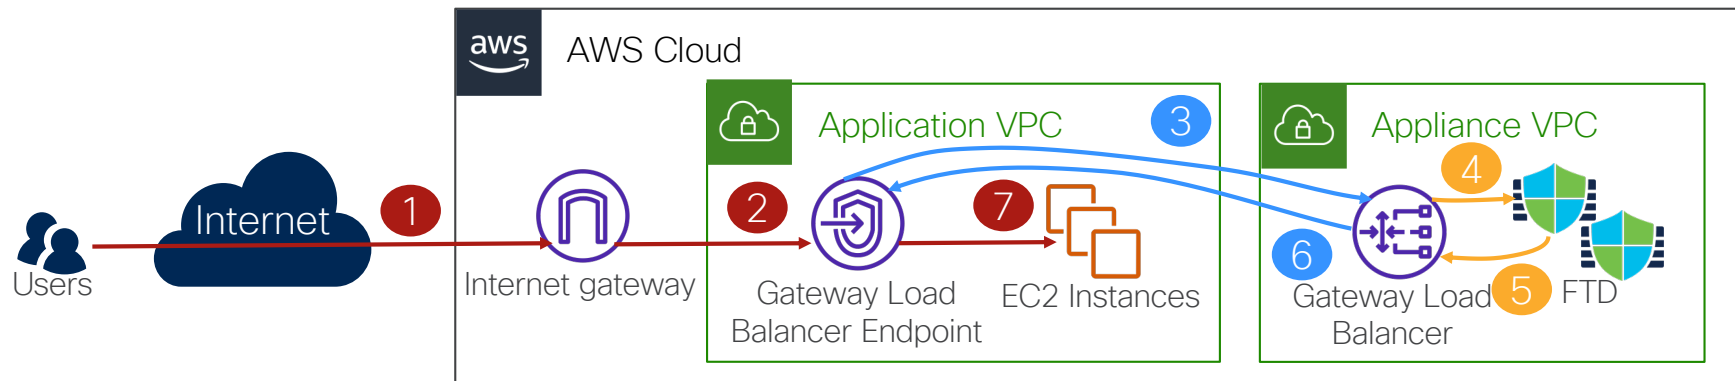 aws
AWS Cloud
Application VPC
3
Appliance VPC
4
Internet
1
2
7
Users
Internet gateway
Gateway Load
Balancer Endpoint
EC2 Instances
6
Gateway Load
Balancer
5
FTD